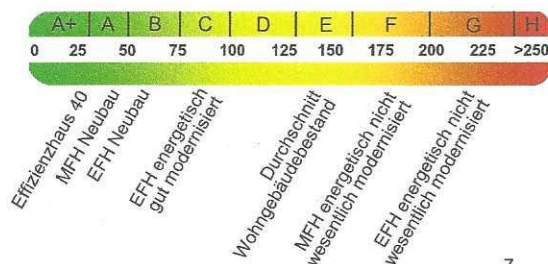 A+ A B C D E F G H
0 25 50 75 100 125 150 175 200 225 >250
Effizienzhaus 40
MFH Neubau
EFH Neubau
EFH energetisch
gut modernisiert
Durchschnitt
Wohngebäudebestand
MFH energetisch nicht
wesentlich modernisiert
EFH energetisch nicht
wesentlich modernisiert